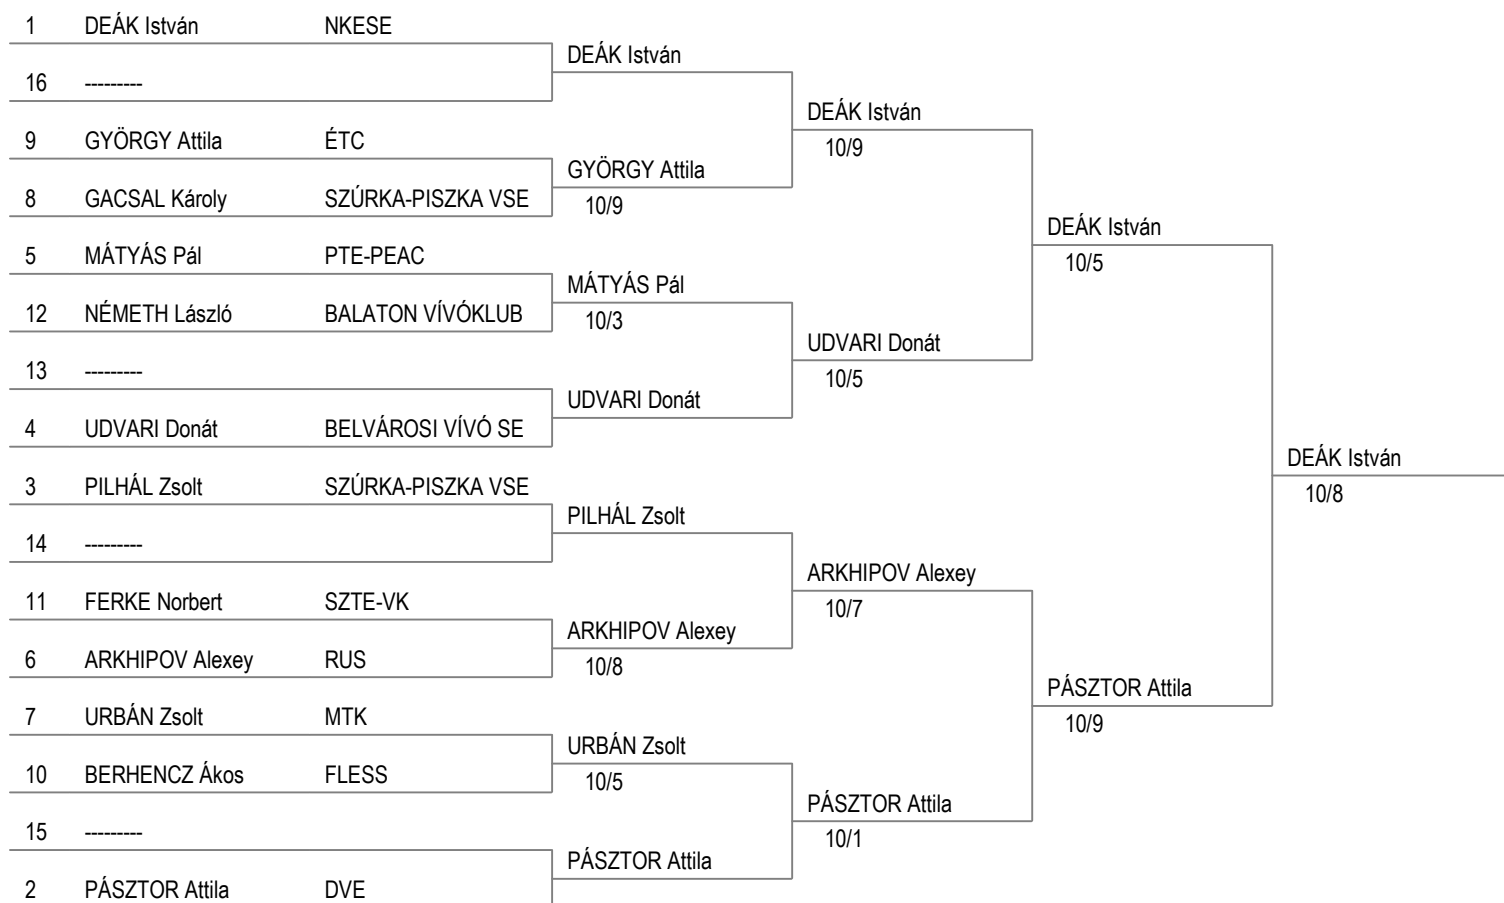 1 DEÁK István NKESE
DEÁK István
16 ---------
DEÁK István
10/9
9 GYÖRGY Attila ÉTC
GYÖRGY Attila
10/9
8 GACSAL Károly SZÚRKA-PISZKA VSE
DEÁK István
10/5
5 MÁTYÁS Pál PTE-PEAC
MÁTYÁS Pál
10/3
12 NÉMETH László BALATON VÍVÓKLUB
UDVARI Donát
10/5
13 ---------
UDVARI Donát
4 UDVARI Donát BELVÁROSI VÍVÓ SE
DEÁK István
10/8
3 PILHÁL Zsolt SZÚRKA-PISZKA VSE
PILHÁL Zsolt
14 ---------
ARKHIPOV Alexey
10/7
11 FERKE Norbert SZTE-VK
ARKHIPOV Alexey
10/8
6 ARKHIPOV Alexey RUS
PÁSZTOR Attila
10/9
7 URBÁN Zsolt MTK
URBÁN Zsolt
10/5
10 BERHENCZ Ákos FLESS
PÁSZTOR Attila
10/1
15 ---------
PÁSZTOR Attila
2 PÁSZTOR Attila DVE